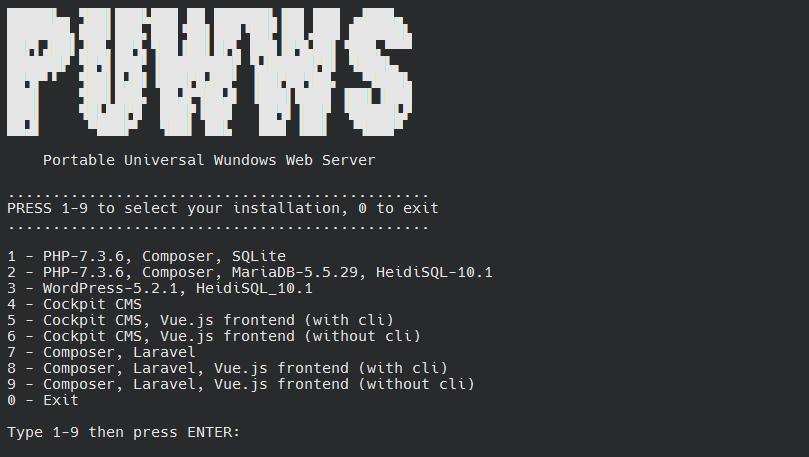 PUWWS
Portable Universal Wundows Web Server
...............................................
PRESS 1-9 to select your installation, 0 to exit
...............................................
1 - PHP-7.3.6, Composer, SQLite
2 - PHP-7.3.6, Composer, MariaDB-5.5.29, HeidiSQL-10.1
3 - WordPress-5.2.1, HeidiSQL_10.1
4 - Cockpit CMS
5 - Cockpit CMS, Vue.js frontend (with cli)
6 - Cockpit CMS, Vue.js frontend (without cli)
7 - Composer, Laravel
8 - Composer, Laravel, Vue.js frontend (with cli)
9 - Composer, Laravel, Vue.js frontend (without cli)
0 - Exit
Type 1-9 then press ENTER: